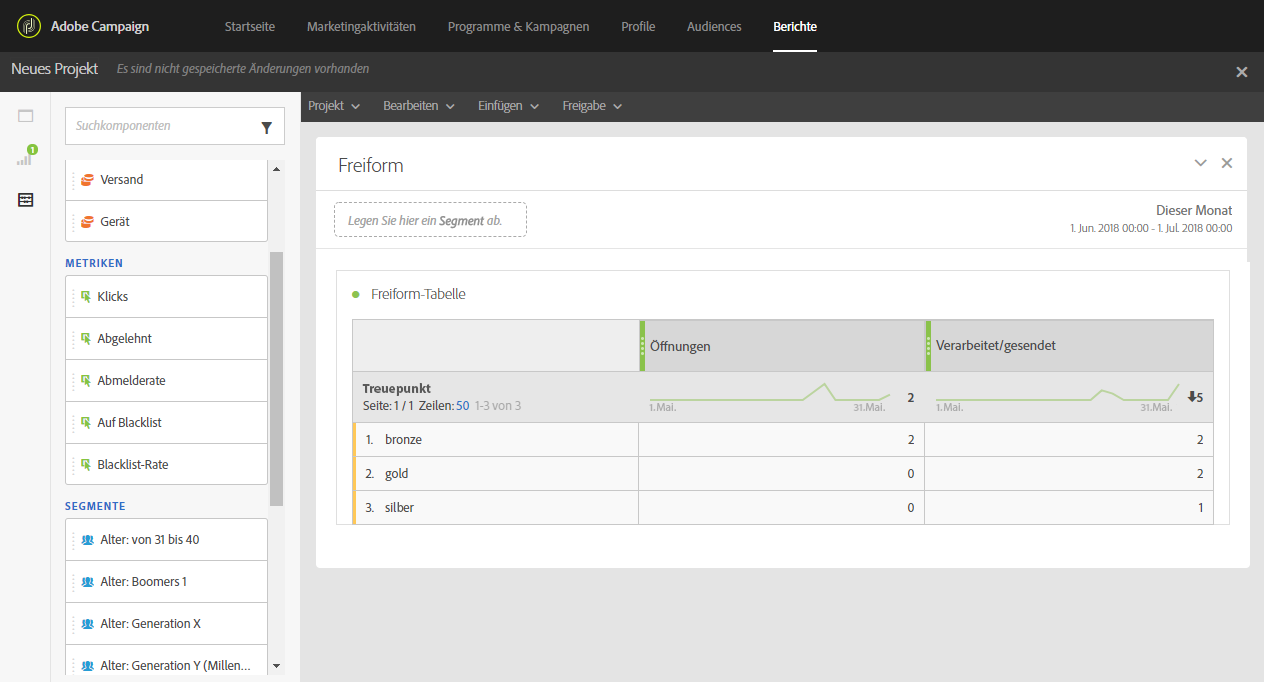 Adobe Campaign Startseite Marketingaktivitäten Programme & Kampagnen Profile Audiences Berichte
Neues Projekt Es sind nicht gespeicherte Änderungen vorhanden
Projekt Bearbeiten Einfügen Freigabe
Suchkomponenten
1
Versand
Gerät
METRIKEN
Klicks
Abgelehnt
Abmelderate
Auf Blacklist
Blacklist-Rate
SEGMENTE
Alter: von 31 bis 40
Alter: Boomers 1
Alter: Generation X
Alter: Generation Y (Millen...
Freiform
Legen Sie hier ein Segment ab.
Dieser Monat
1. Jun. 2018 00:00 - 1. Jul. 2018 00:00
Freiform-Tabelle
Öffnungen Verarbeitet/gesendet
Treuepunkt
Seite: 1 / 1 Zeilen: 50 1-3 von 3
1.Mai. 31.Mai. 2 1.Mai. 31.Mai. 5
1. bronze 2 2
2. gold 0 2
3. silber 0 1